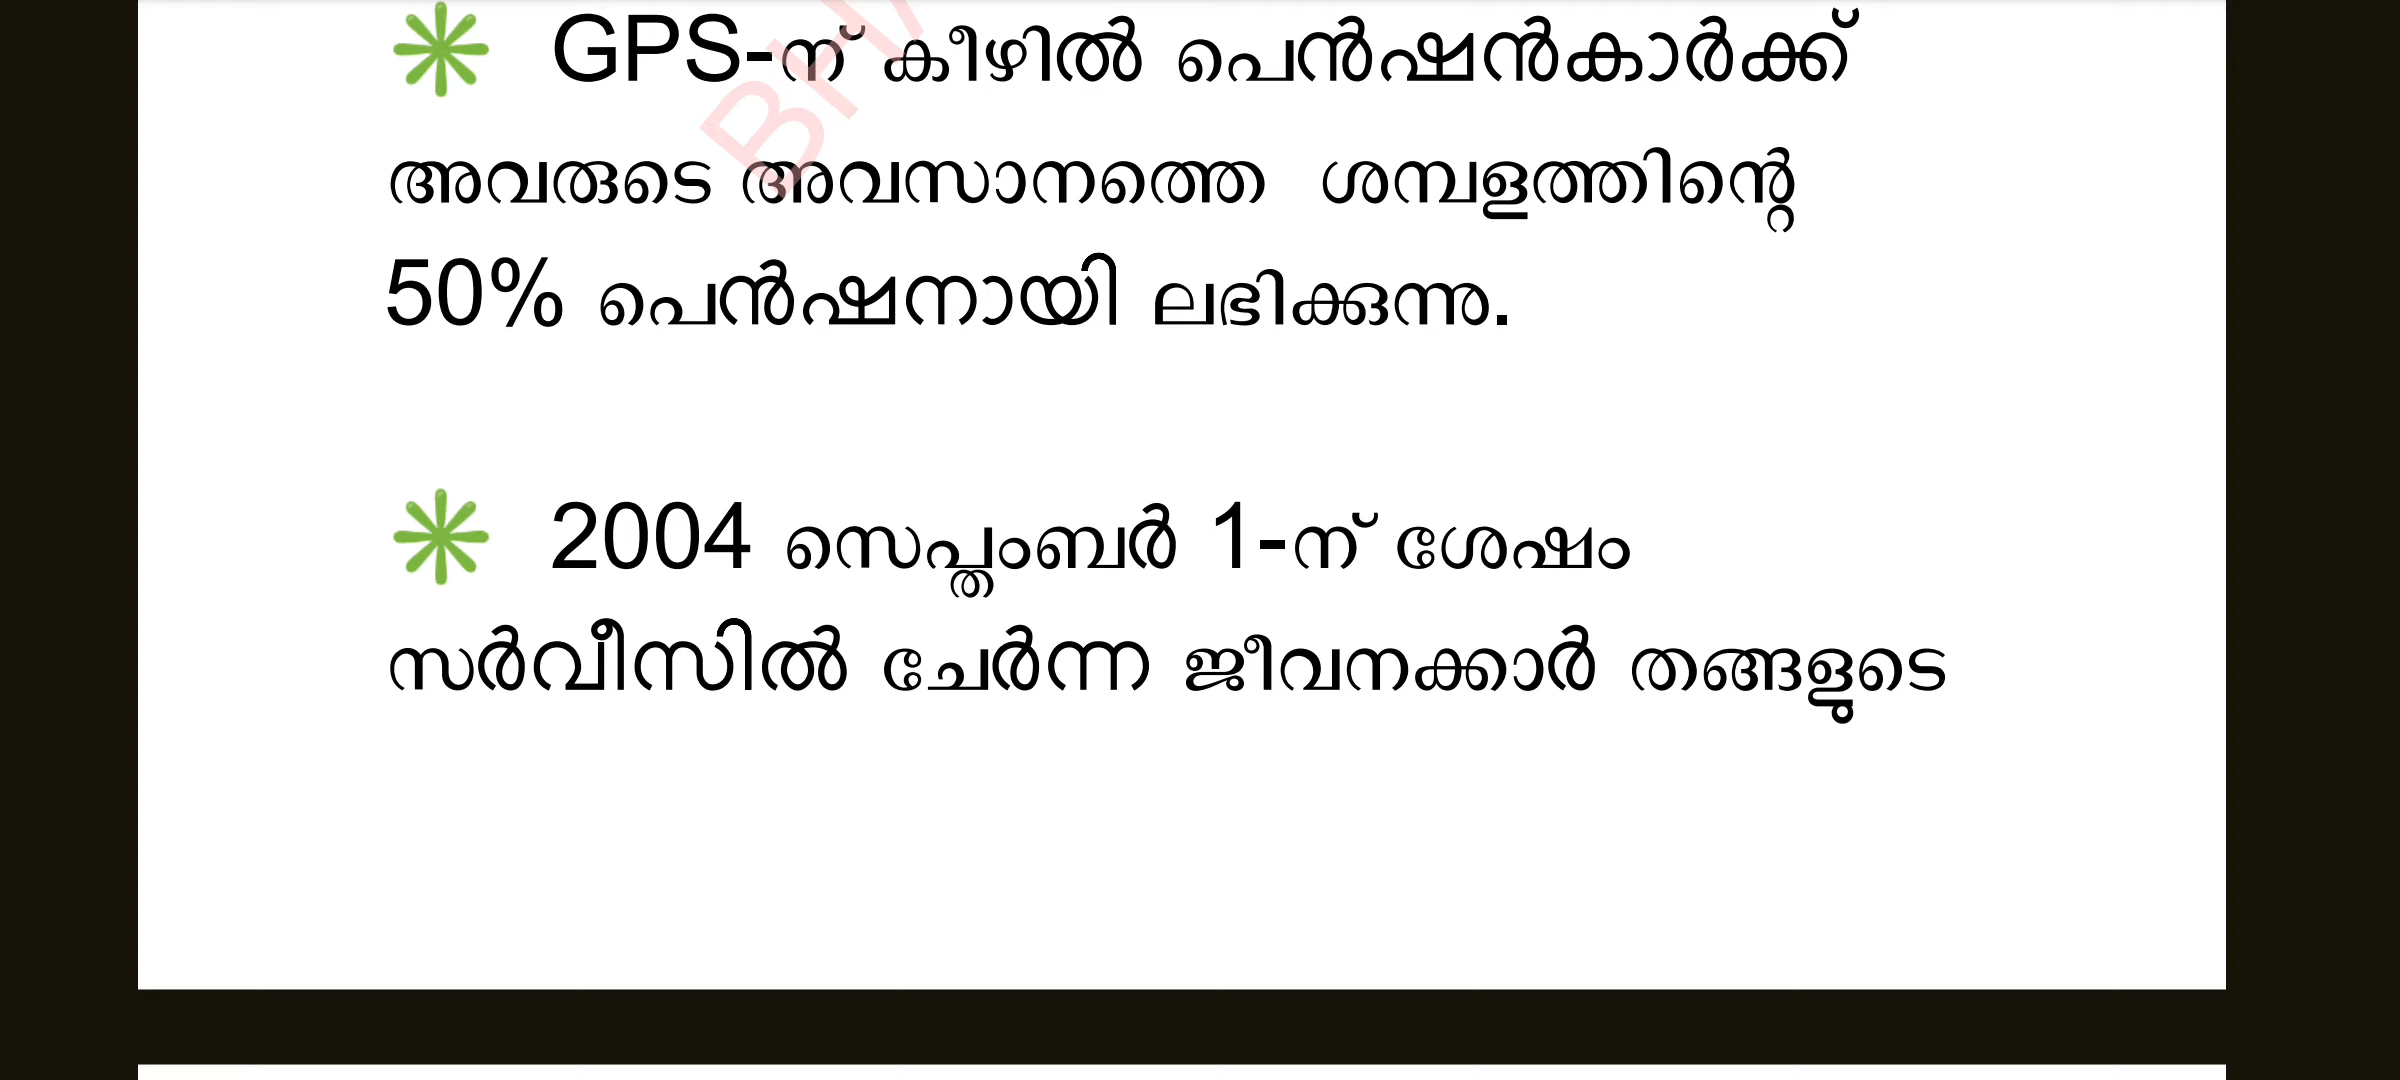 ✳ GPS-ന് കീഴിൽ പെൻഷൻകാർക്ക്
അവരുടെ അവസാനത്തെ ശമ്പളത്തിന്റെ
50% പെൻഷനായി ലഭിക്കുന്നു.
✳ 2004 സെപ്തംബർ 1-ന് ശേഷം
സർവീസിൽ ചേർന്ന ജീവനക്കാർ തങ്ങളുടെ